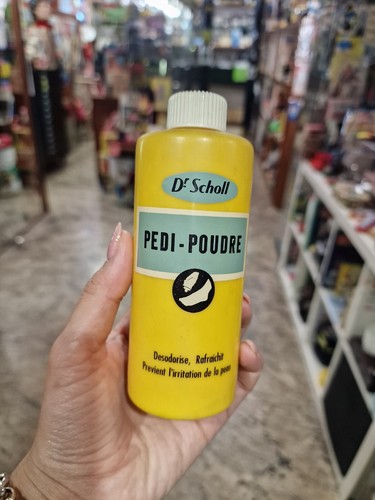 Dr Scholl
PEDI-POUDRE
Desodorise, Rafraichit
Previent l'irritation de la peau